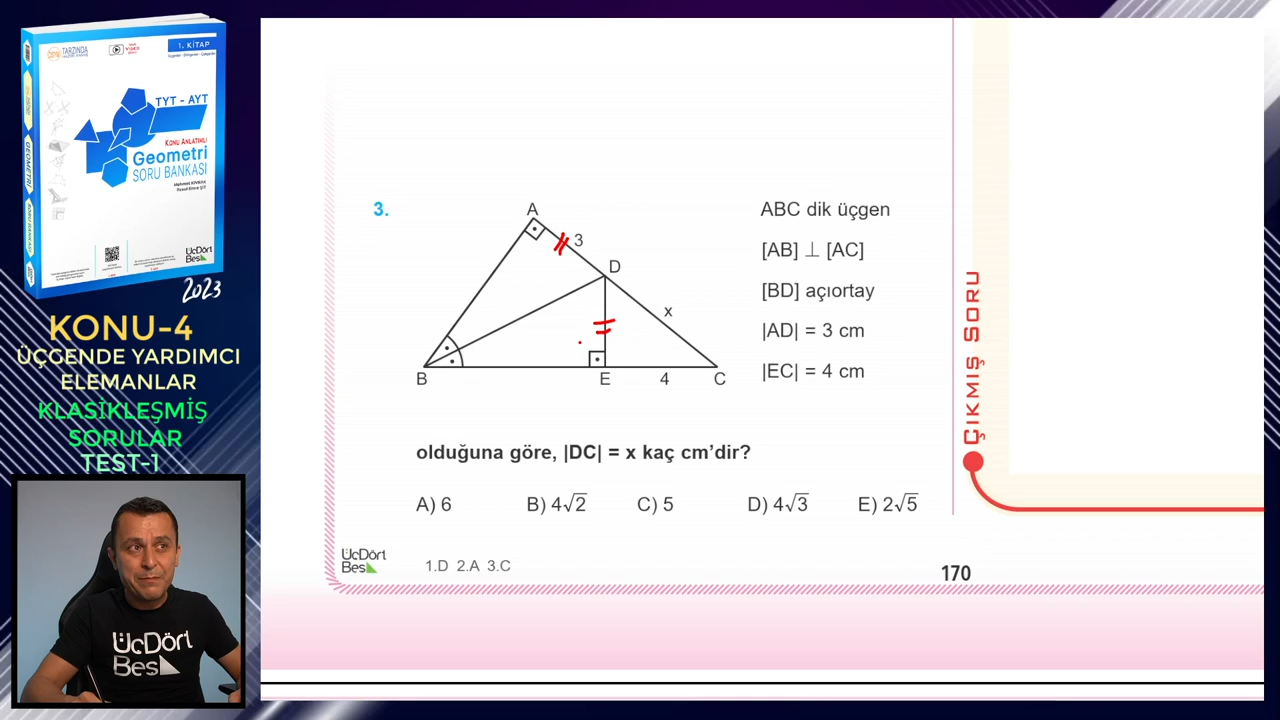 1. KİTAP
TYT - AYT
KONU ANLATIMLI
Geometri
SORU BANKASI
ÜçDört
Beş
2023
KONU-4
ÜÇGENDE YARDIMCI
ELEMANLAR
KLASİKLEŞMİŞ
SORULAR
TEST-1
ÜçDört
Beş
3.
A
3
D
x
B
E
4
C
ABC dik üçgen
[AB] ⊥ [AC]
[BD] açıortay
|AD| = 3 cm
|EC| = 4 cm
olduğuna göre, |DC| = x kaç cm’dir?
A) 6 B) 4√2 C) 5 D) 4√3 E) 2√5
ÜçDört
Beş
1.D 2.A 3.C
170
ÇIKMIŞ SORU